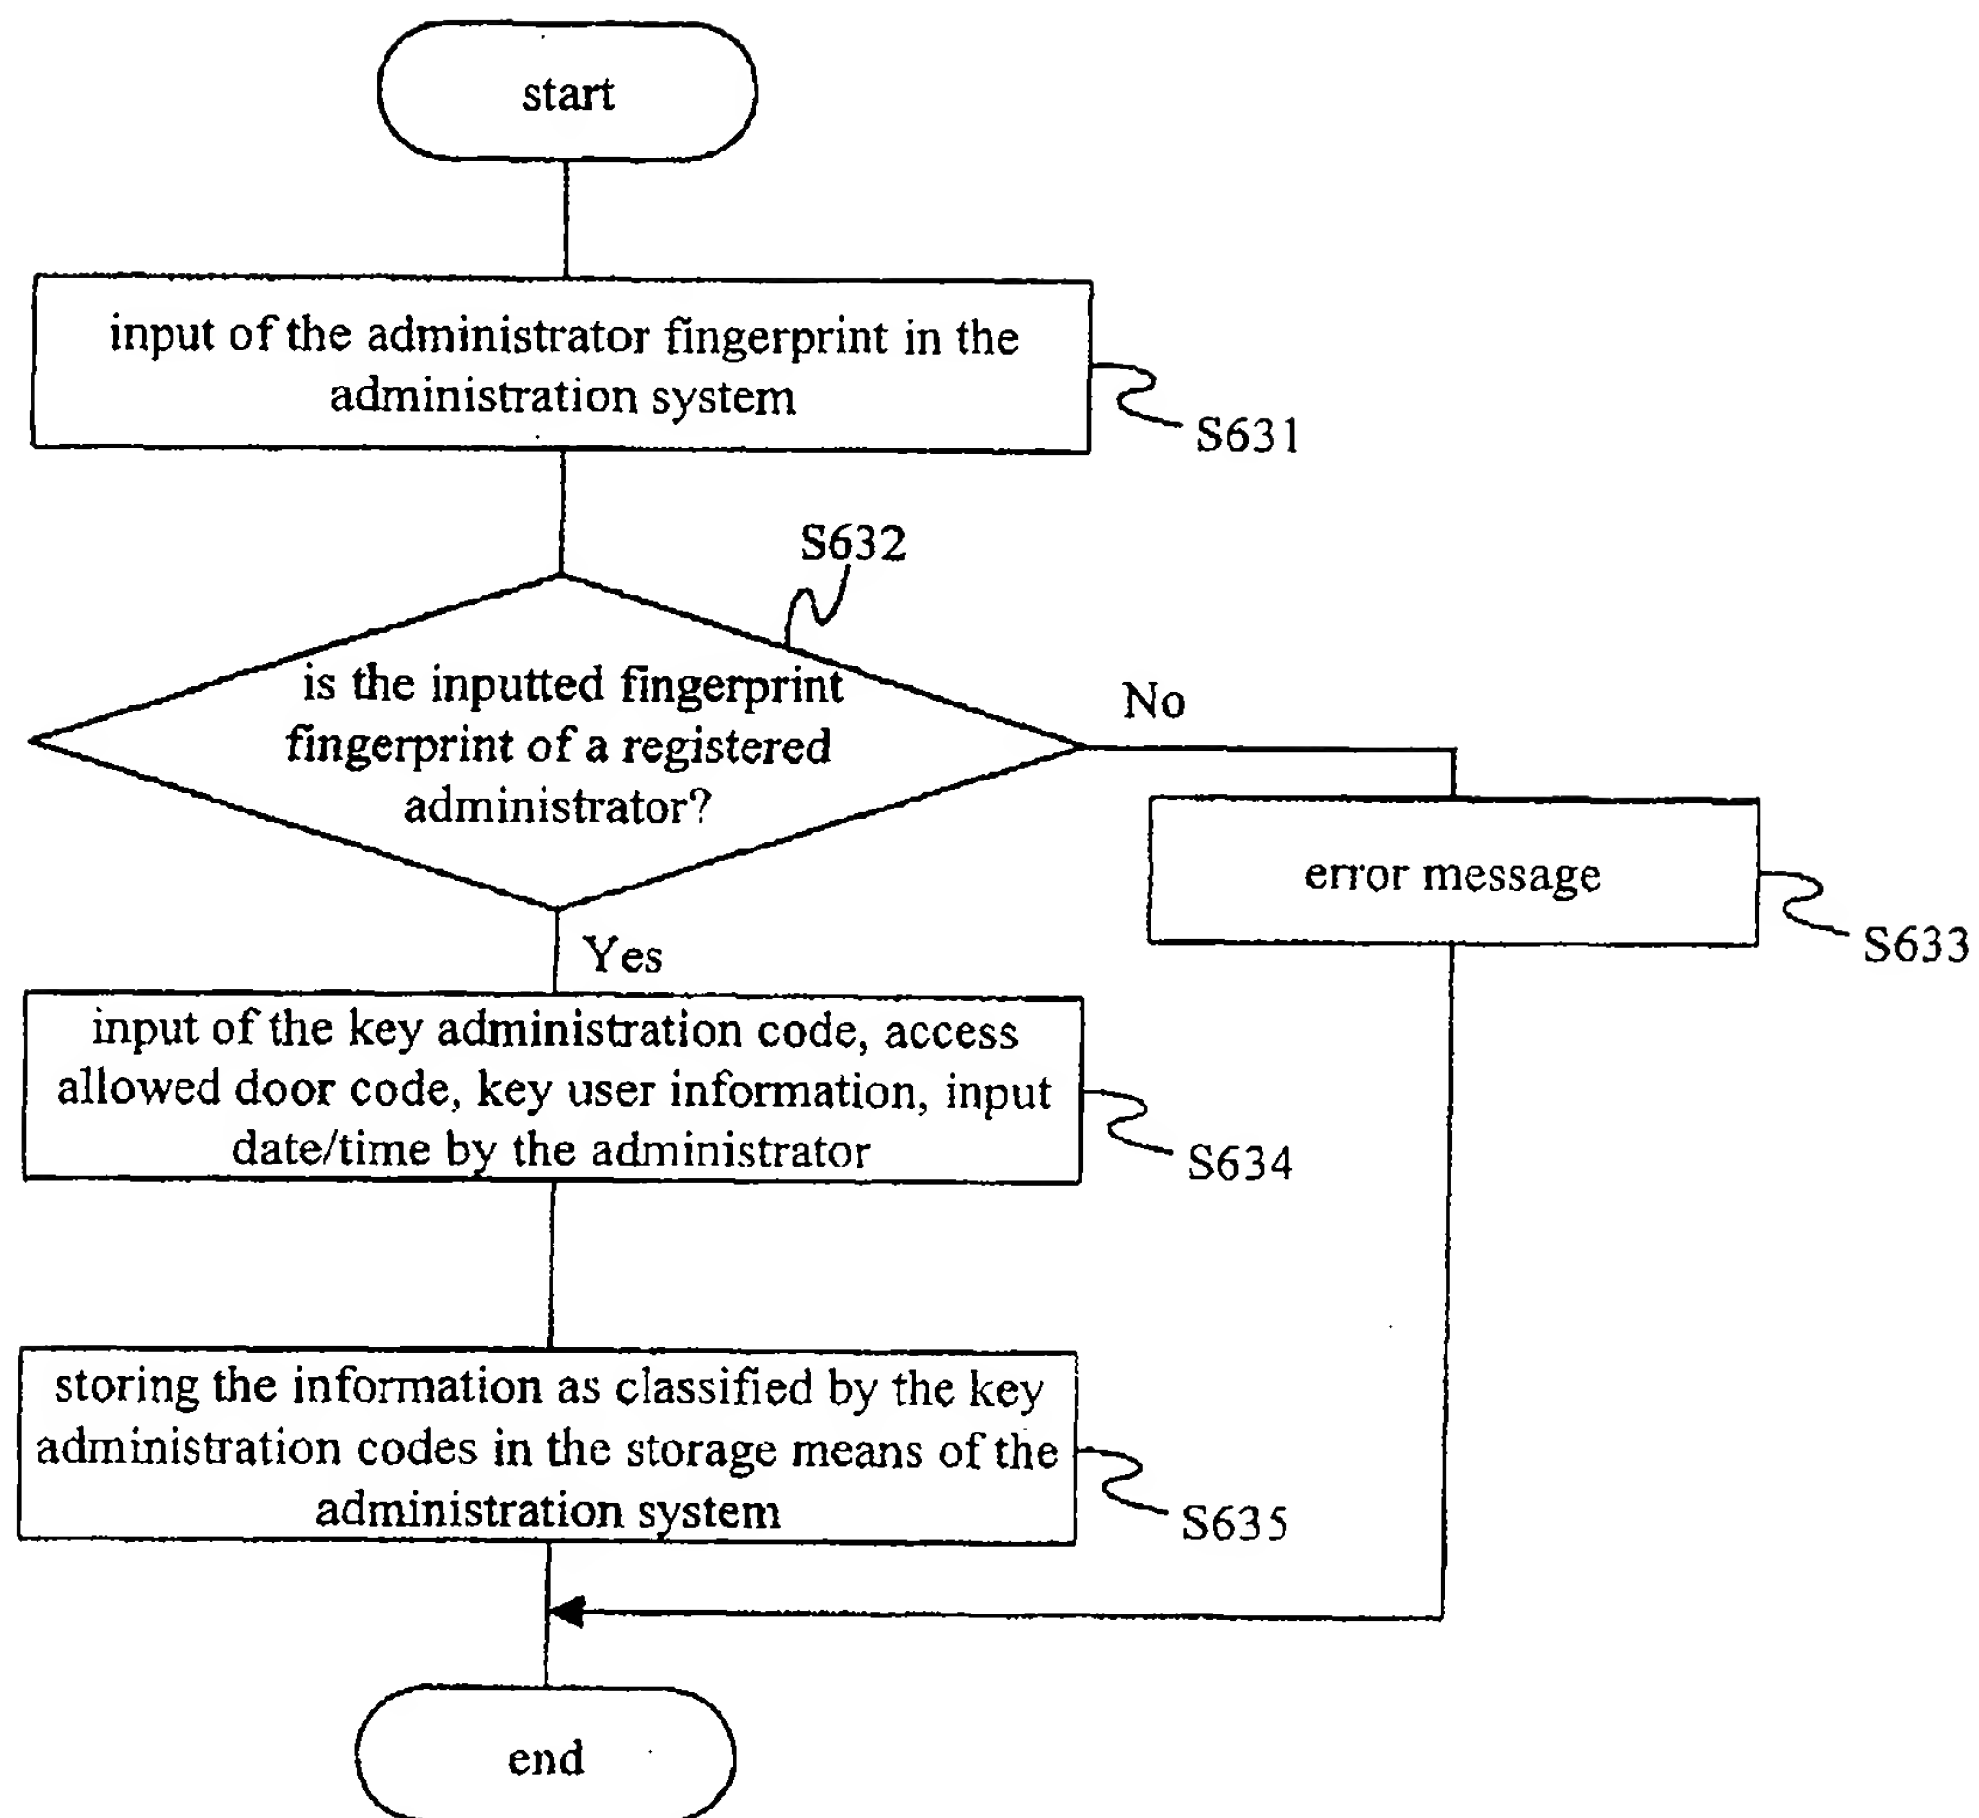 start
input of the administrator fingerprint in the
administration system
S631
S632
is the inputted fingerprint
fingerprint of a registered
administrator?
No
error message
S633
Yes
input of the key administration code, access
allowed door code, key user information, input
date/time by the administrator
S634
storing the information as classified by the key
administration codes in the storage means of the
administration system
S635
end